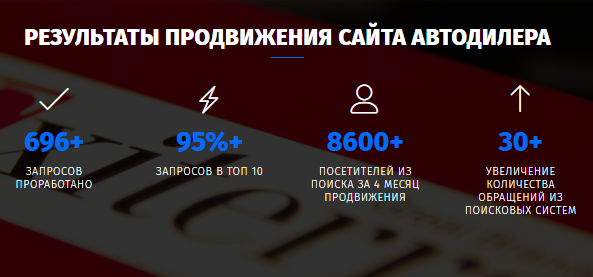 РЕЗУЛЬТАТЫ ПРОДВИЖЕНИЯ САЙТА АВТОДИЛЕРА
696+
ЗАПРОСОВ
ПРОРАБОТАНО
95%+
ЗАПРОСОВ В ТОП 10
8600+
ПОСЕТИТЕЛЕЙ ИЗ
ПОИСКА ЗА 4 МЕСЯЦ
ПРОДВИЖЕНИЯ
30+
УВЕЛИЧЕНИЕ
КОЛИЧЕСТВА
ОБРАЩЕНИЙ ИЗ
ПОИСКОВЫХ СИСТЕМ